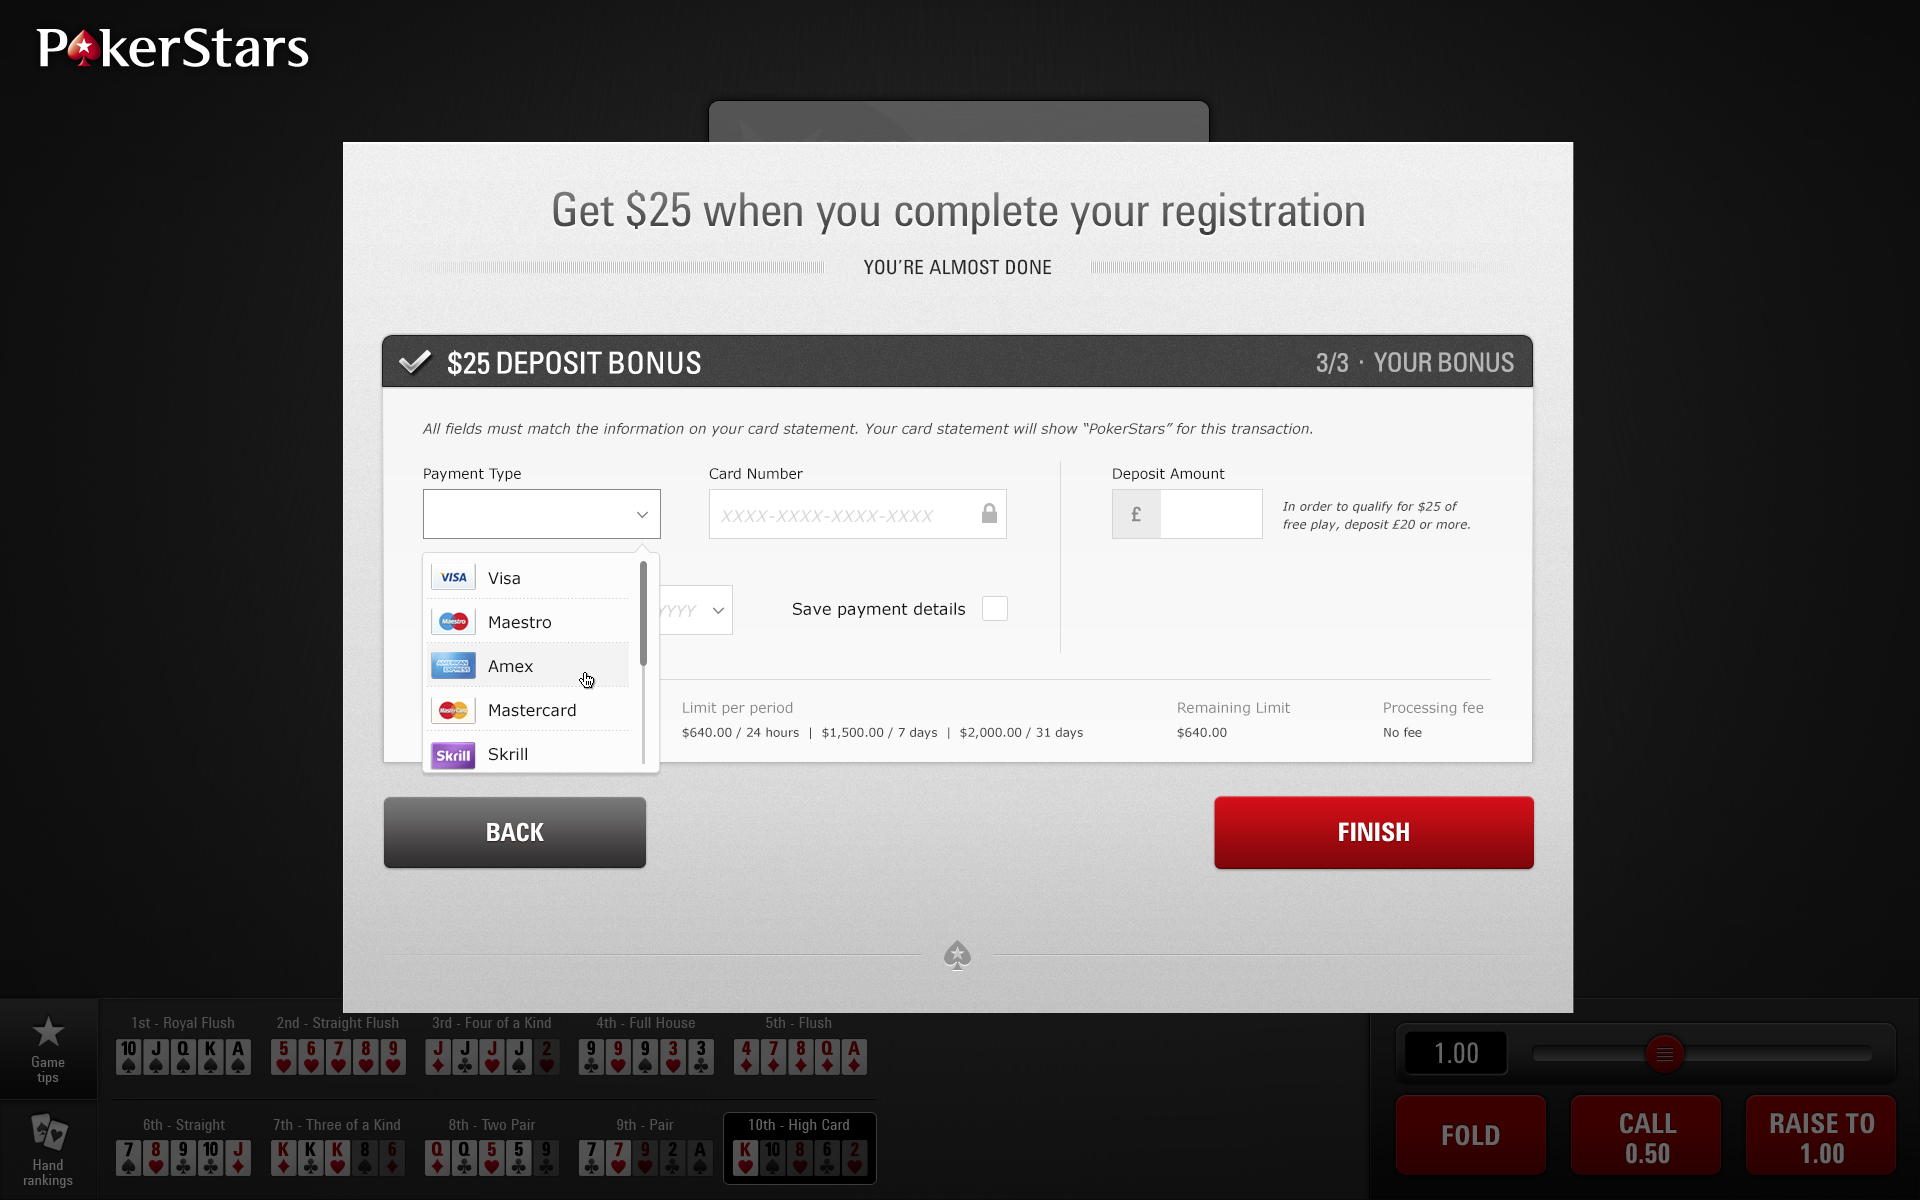 PokerStars
Get $25 when you complete your registration
YOU'RE ALMOST DONE
$25 DEPOSIT BONUS
3/3 · YOUR BONUS
All fields must match the information on your card statement. Your card statement will show “PokerStars” for this transaction.
Payment Type
Card Number
Deposit Amount
XXXX-XXXX-XXXX-XXXX
£
In order to qualify for $25 of
free play, deposit £20 or more.
VISA Visa
Maestro Maestro
YYYY
Save payment details
AMERICAN EXPRESS Amex
MasterCard Mastercard
Skrill Skrill
Limit per period
Remaining Limit
Processing fee
$640.00 / 24 hours | $1,500.00 / 7 days | $2,000.00 / 31 days
$640.00
No fee
BACK
FINISH
Game
tips
Hand
rankings
1st - Royal Flush
10 J Q K A
2nd - Straight Flush
5 6 7 8 9
3rd - Four of a Kind
J J J J 2
4th - Full House
9 9 9 3 3
5th - Flush
4 7 8 Q A
6th - Straight
7 8 9 10 J
7th - Three of a Kind
K K K 8 6
8th - Two Pair
Q Q 5 5 9
9th - Pair
7 7 9 2 A
10th - High Card
K 10 8 6 2
1.00
FOLD
CALL
0.50
RAISE TO
1.00